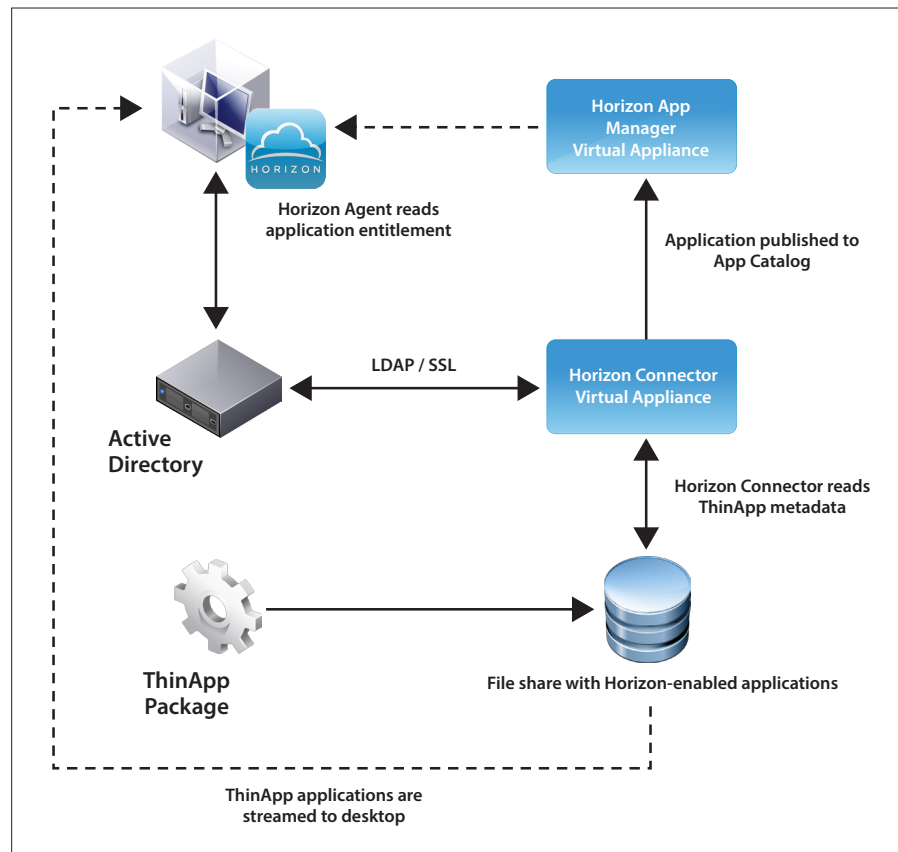 Horizon App
Manager
Virtual Appliance
HORIZON
Horizon Agent reads
application entitlement
Application published to
App Catalog
LDAP / SSL
Horizon Connector
Virtual Appliance
Active
Directory
Horizon Connector reads
ThinApp metadata
ThinApp
Package
File share with Horizon-enabled applications
ThinApp applications are
streamed to desktop